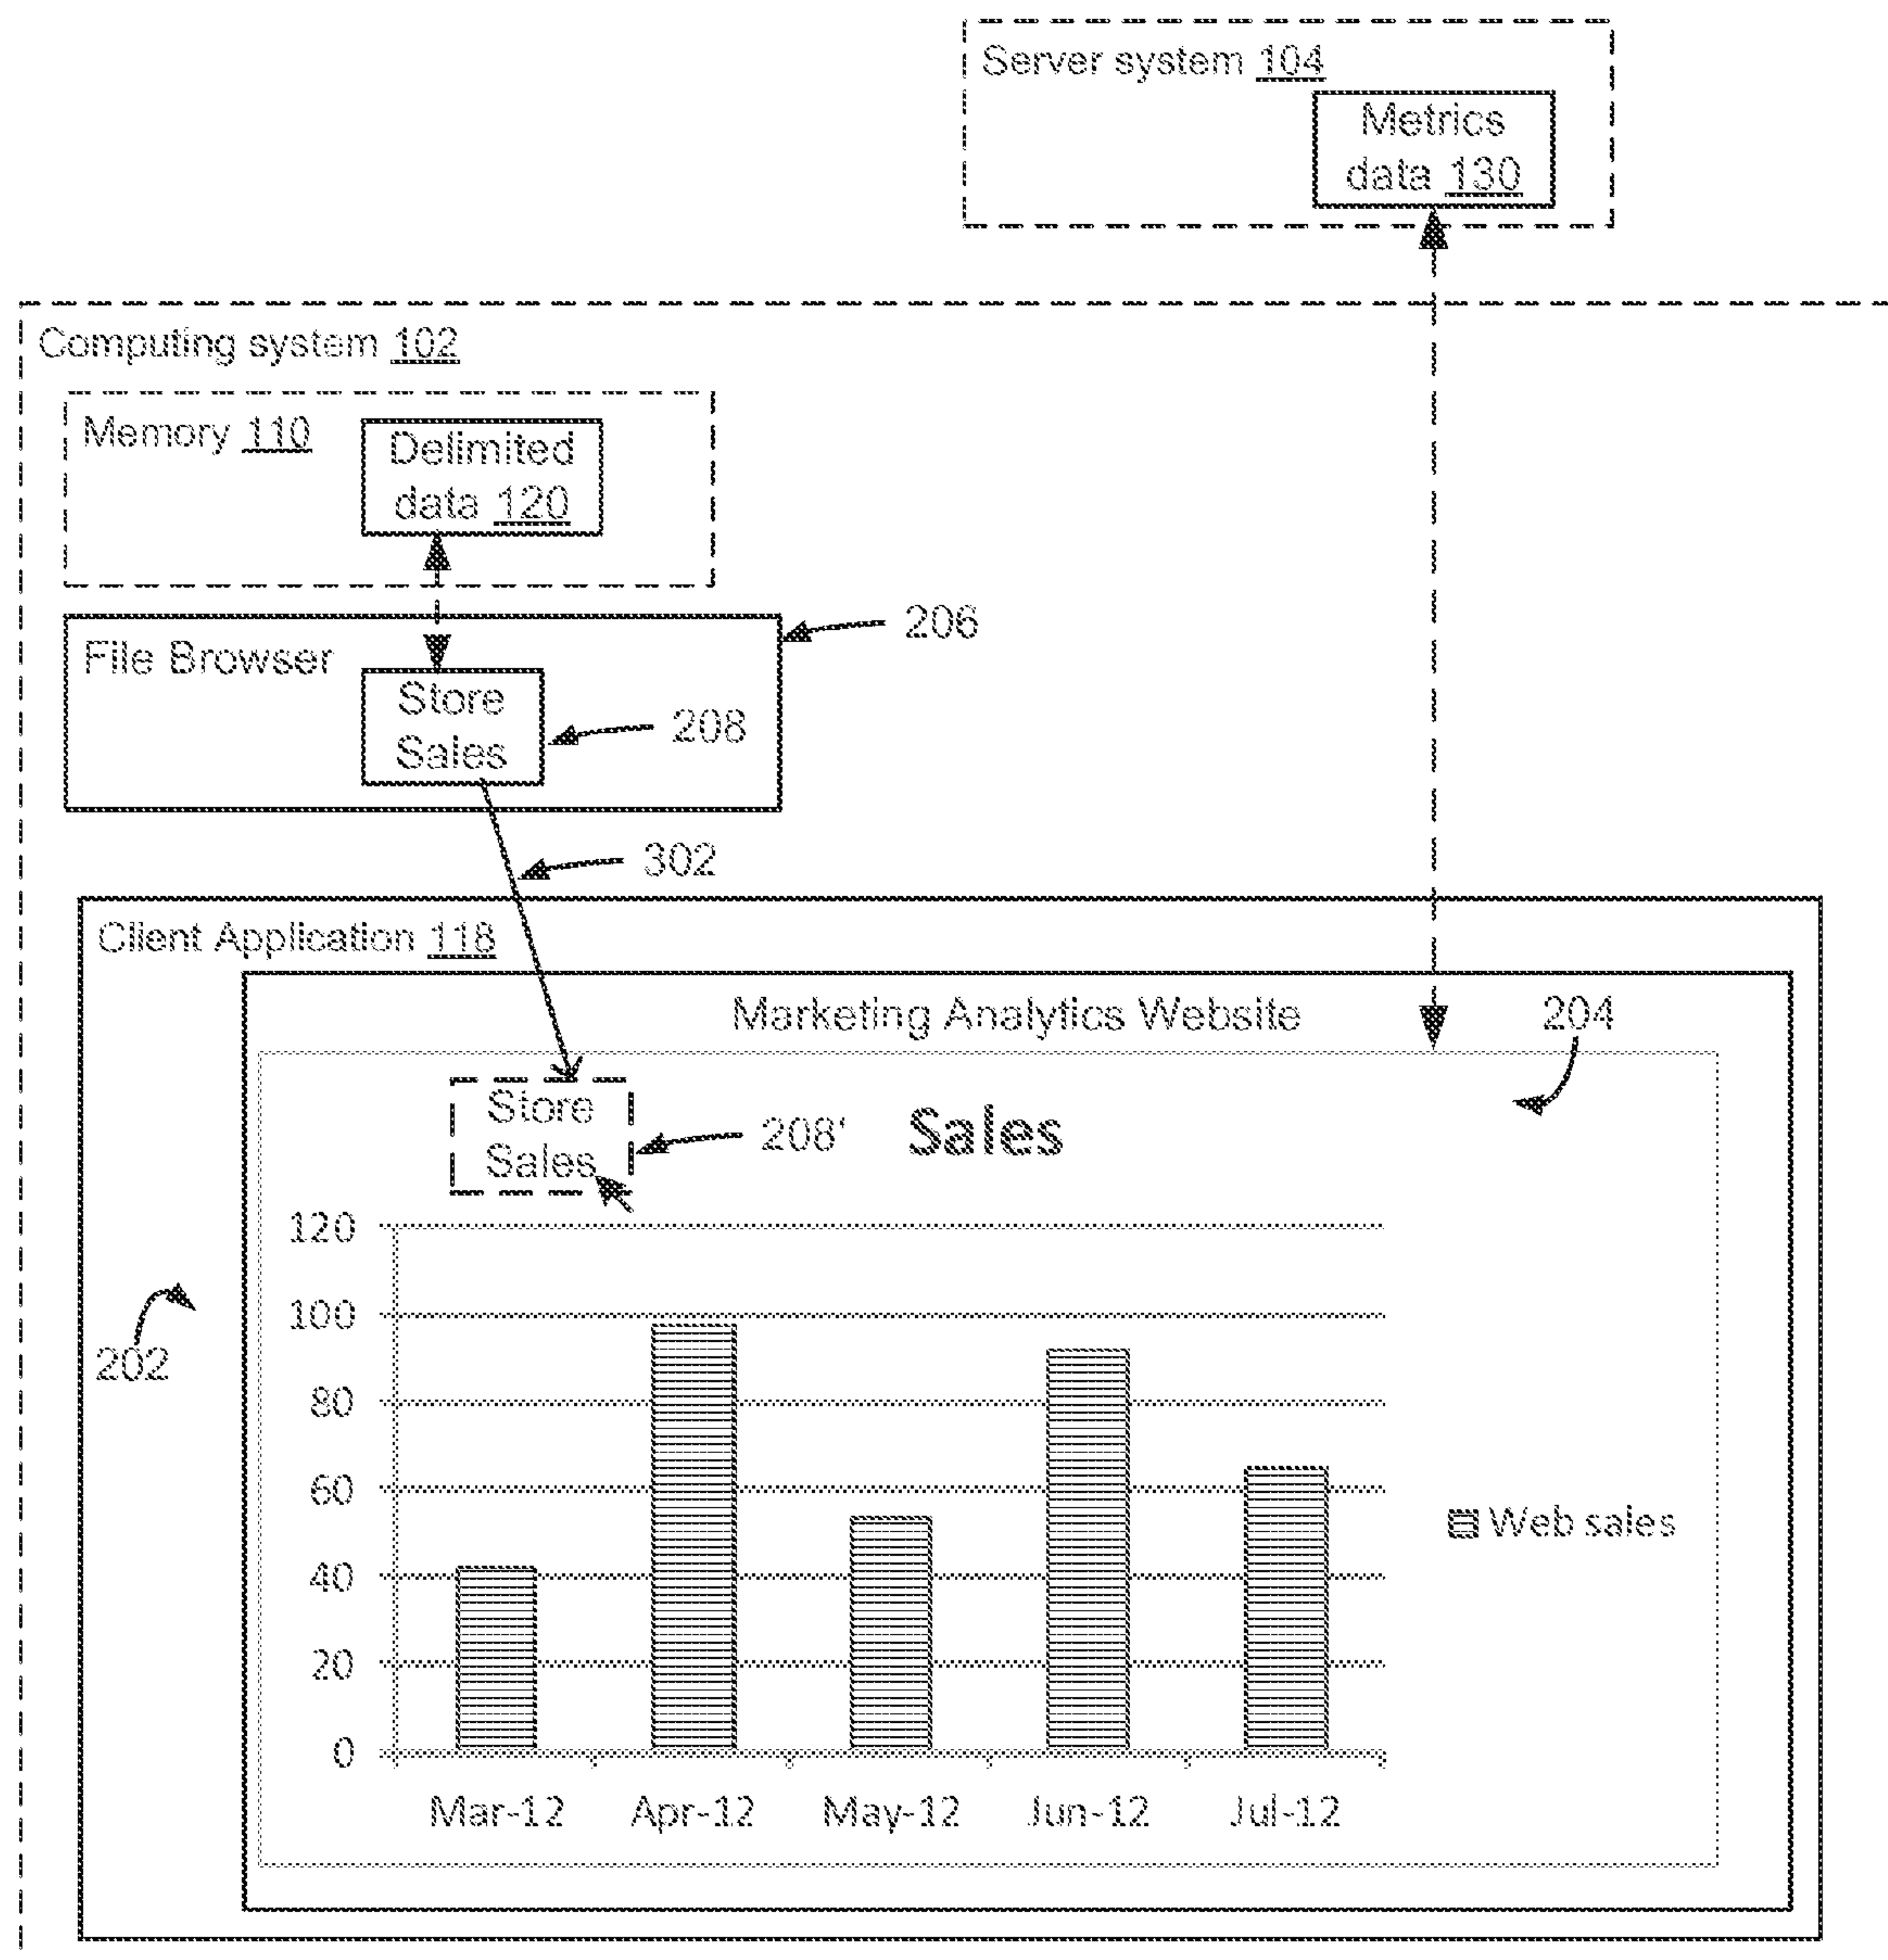 Server system 104
Metrics
data 130
Computing system 102
Memory 110
Delimited
data 120
206
File Browser
Store
Sales
208
302
Client Application 118
Marketing Analytics Website
204
Store
Sales
208'
Sales
202
120
100
80
60
40
20
0
Web sales
Mar-12 Apr-12 May-12 Jun-12 Jul-12